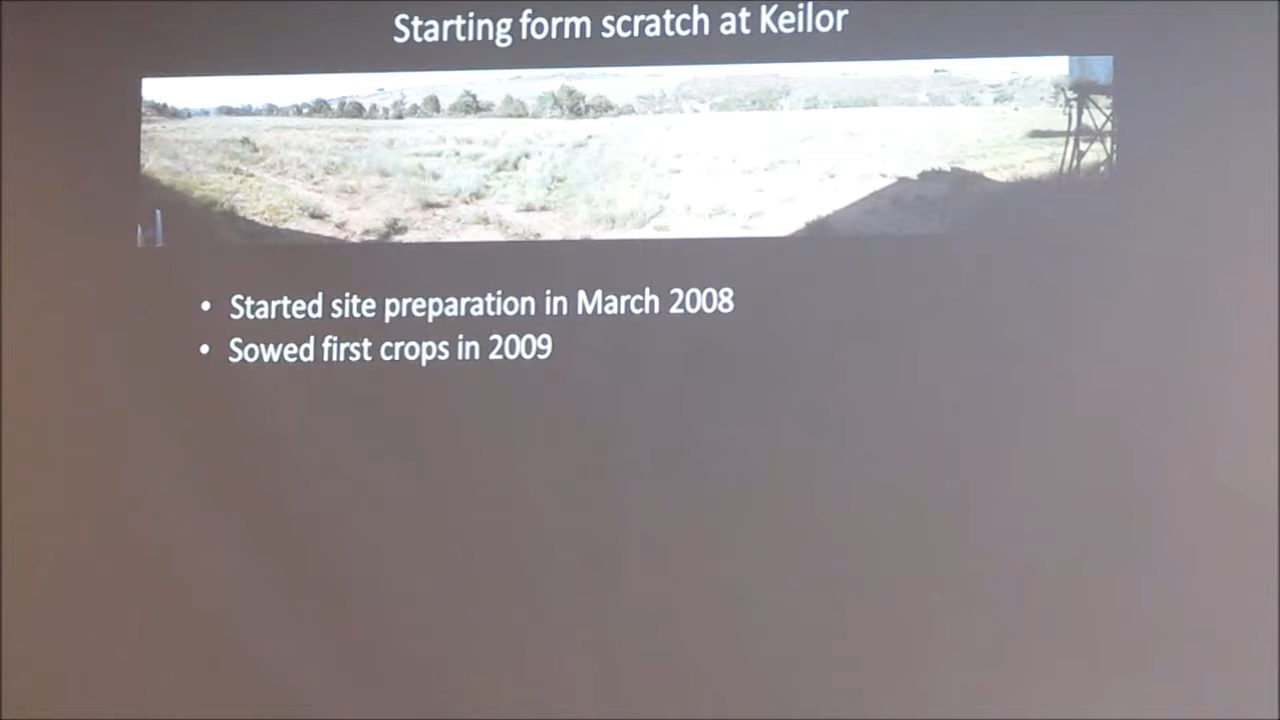 Starting form scratch at Keilor
• Started site preparation in March 2008
• Sowed first crops in 2009